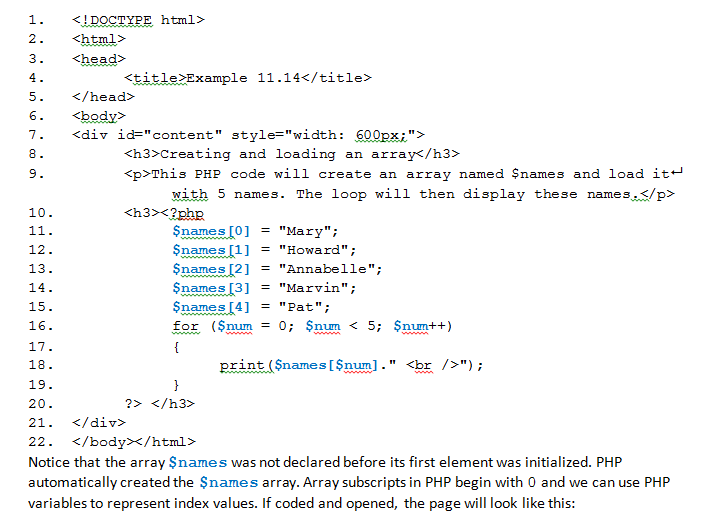 1. <!DOCTYPE html>
2. <html>
3. <head>
4. <title>Example 11.14</title>
5. </head>
6. <body>
7. <div id="content" style="width: 600px;">
8. <h3>Creating and loading an array</h3>
9. <p>This PHP code will create an array named $names and load it↵
with 5 names. The loop will then display these names.</p>
10. <h3><?php
11. $names[0] = "Mary";
12. $names[1] = "Howard";
13. $names[2] = "Annabelle";
14. $names[3] = "Marvin";
15. $names[4] = "Pat";
16. for ($num = 0; $num < 5; $num++)
17. {
18. print($names[$num]." <br />");
19. }
20. ?> </h3>
21. </div>
22. </body></html>
Notice that the array $names was not declared before its first element was initialized. PHP
automatically created the $names array. Array subscripts in PHP begin with 0 and we can use PHP
variables to represent index values. If coded and opened, the page will look like this: